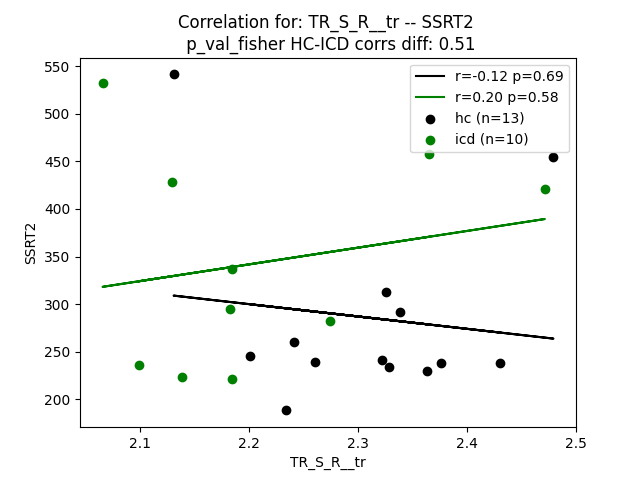 Correlation for: TR_S_R__tr -- SSRT2
p_val_fisher HC-ICD corrs diff: 0.51
r=-0.12 p=0.69
r=0.20 p=0.58
hc (n=13)
icd (n=10)
SSRT2
550
500
450
400
350
300
250
200
2.1
2.2
2.3
2.4
2.5
TR_S_R__tr